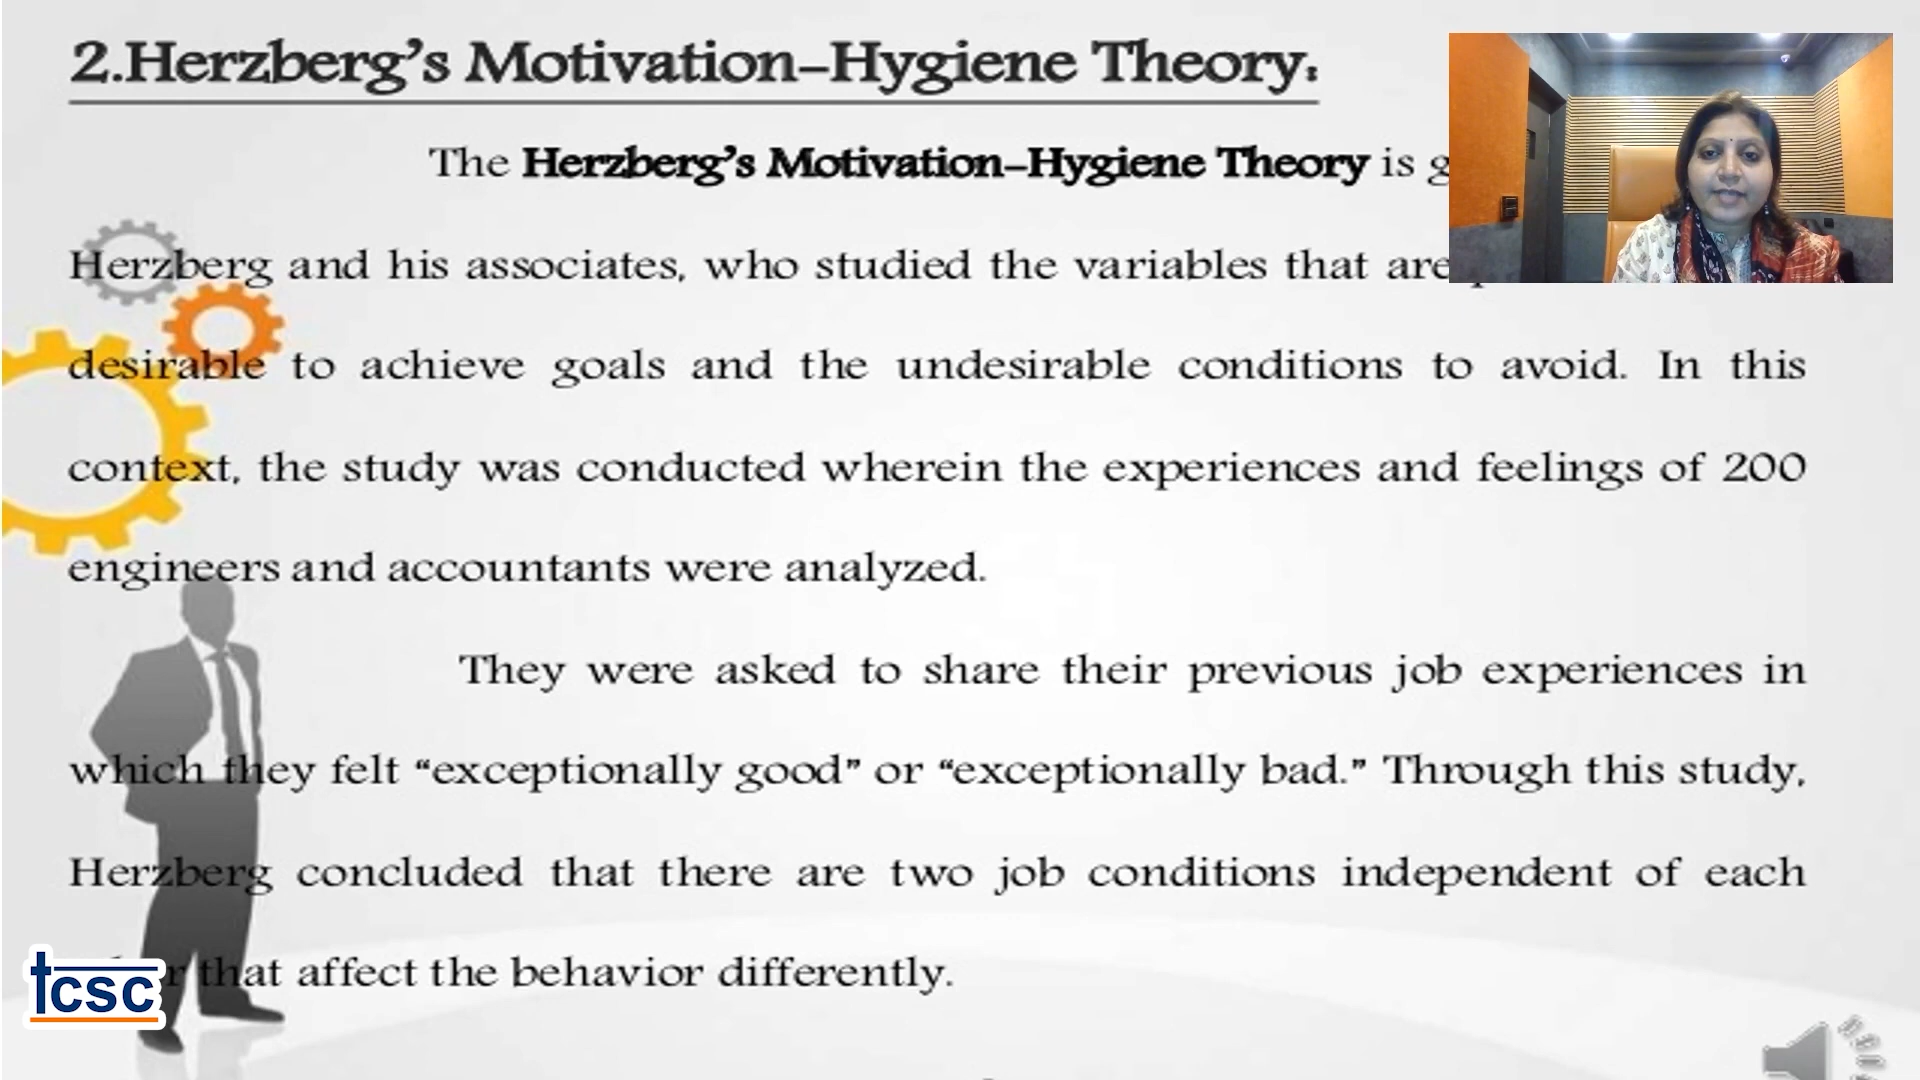 2.Herzberg's Motivation-Hygiene Theory:
The Herzberg's Motivation-Hygiene Theory is
Herzberg and his associates, who studied the variables that are
desirable to achieve goals and the undesirable conditions to avoid. In this
context, the study was conducted wherein the experiences and feelings of 200
engineers and accountants were analyzed.
They were asked to share their previous job experiences in
which they felt “exceptionally good” or “exceptionally bad.” Through this study,
Herzberg concluded that there are two job conditions independent of each
that affect the behavior differently.
tcsc